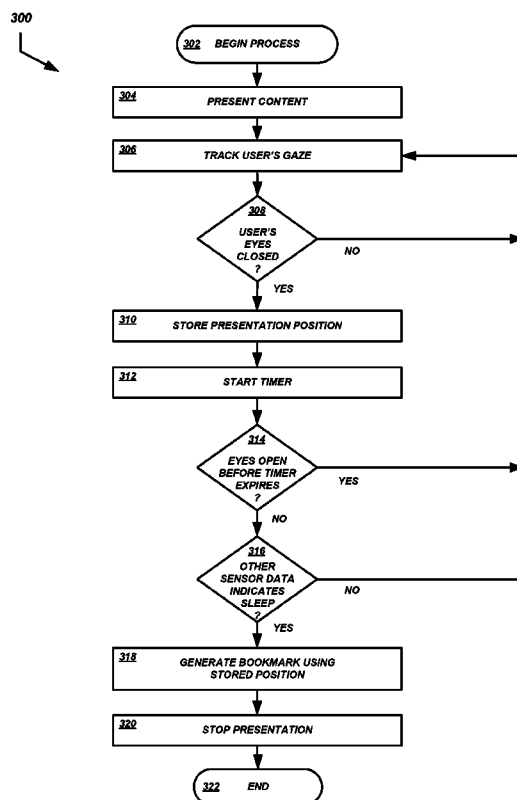 300
302 BEGIN PROCESS
304
PRESENT CONTENT
306
TRACK USER'S GAZE
308
USER'S
EYES
CLOSED
?
NO
YES
310
STORE PRESENTATION POSITION
312
START TIMER
314
EYES OPEN
BEFORE TIMER
EXPIRES
?
YES
NO
316
OTHER
SENSOR DATA
INDICATES
SLEEP
?
NO
YES
318
GENERATE BOOKMARK USING
STORED POSITION
320
STOP PRESENTATION
322 END